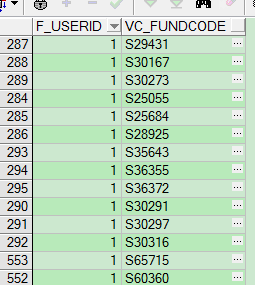 F_USERID VC_FUNDCODE
287 1 S29431 ...
288 1 S30167 ...
289 1 S30273 ...
284 1 S25055 ...
285 1 S25684 ...
286 1 S28925 ...
293 1 S35643 ...
294 1 S36355 ...
295 1 S36372 ...
290 1 S30291 ...
291 1 S30297 ...
292 1 S30316 ...
553 1 S65715 ...
552 1 S60360 ...